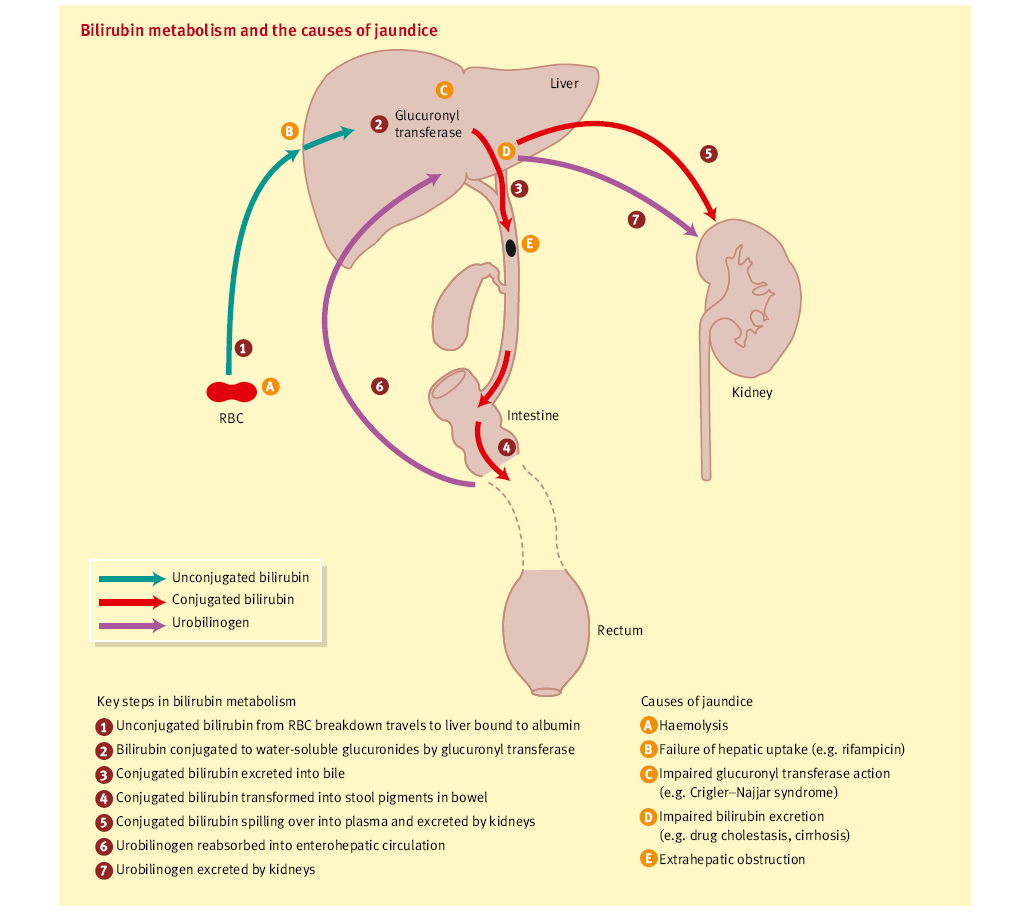 Bilirubin metabolism and the causes of jaundice
C
Liver
B
2
Glucuronyl
transferase
D
5
3
7
E
1
A
RBC
6
Kidney
Intestine
4
Unconjugated bilirubin
Conjugated bilirubin
Urobilinogen
Rectum
Key steps in bilirubin metabolism
1 Unconjugated bilirubin from RBC breakdown travels to liver bound to albumin
2 Bilirubin conjugated to water-soluble glucuronides by glucuronyl transferase
3 Conjugated bilirubin excreted into bile
4 Conjugated bilirubin transformed into stool pigments in bowel
5 Conjugated bilirubin spilling over into plasma and excreted by kidneys
6 Urobilinogen reabsorbed into enterohepatic circulation
7 Urobilinogen excreted by kidneys
Causes of jaundice
A Haemolysis
B Failure of hepatic uptake (e.g. rifampicin)
C Impaired glucuronyl transferase action
(e.g. Crigler–Najjar syndrome)
D Impaired bilirubin excretion
(e.g. drug cholestasis, cirrhosis)
E Extrahepatic obstruction